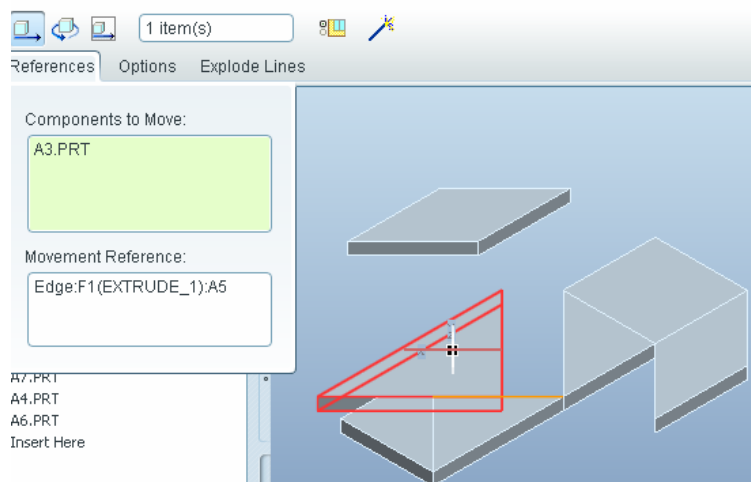 1 item(s)
References Options Explode Lines
Components to Move:
A3.PRT
Movement Reference:
Edge:F1(EXTRUDE_1):A5
A7.PRT
A4.PRT
A6.PRT
Insert Here